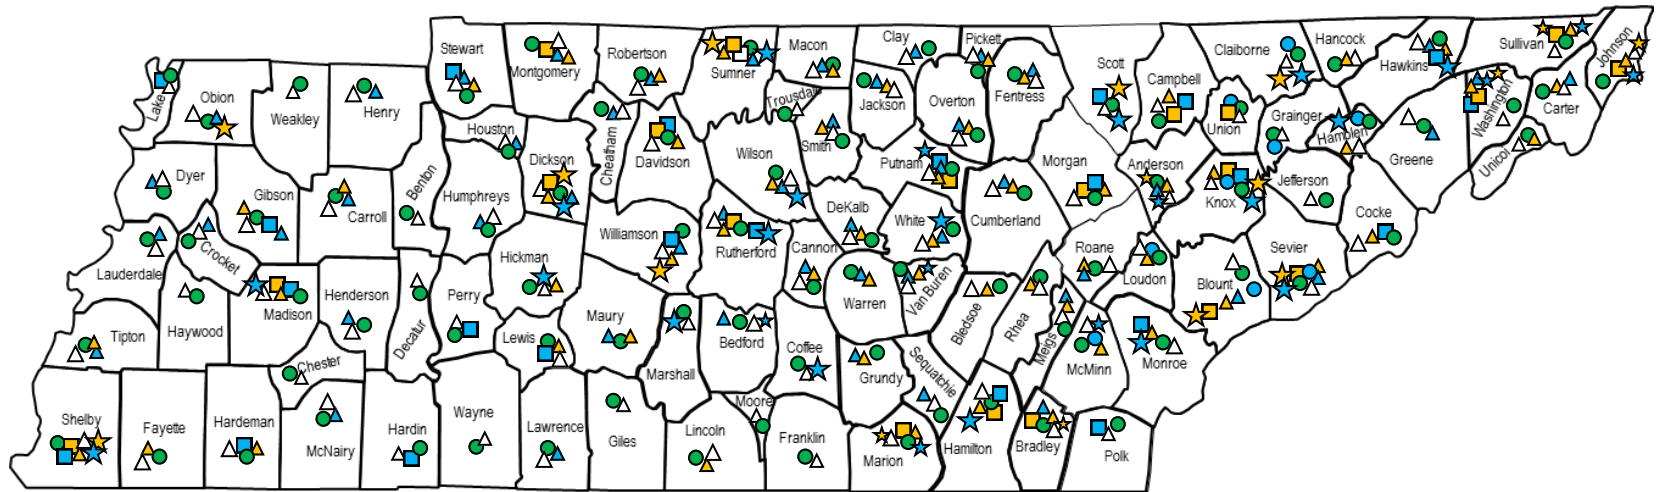 Stewart
Montgomery
Robertson
Sumner
Macon
Clay
Pickett
Scott
Campbell
Claiborne
Hancock
Hawkins
Sullivan
Johnson
Lake
Obion
Weakley
Henry
Houston
Dickson
Cheatham
Davidson
Trousdale
Wilson
Smith
Jackson
Overton
Fentress
Putnam
Morgan
Anderson
Union
Grainger
Hamblen
Greene
Washington
Carter
Unicoi
Dyer
Gibson
Carroll
Benton
Humphreys
Williamson
Rutherford
Cannon
DeKalb
White
Cumberland
Roane
Loudon
Knox
Jefferson
Cocke
Sevier
Blount
Lauderdale
Crocket
Haywood
Madison
Henderson
Decatur
Perry
Hickman
Lewis
Maury
Marshall
Bedford
Coffee
Warren
Van Buren
Bledsoe
Rhea
Meigs
McMinn
Monroe
Tipton
Chester
Grundy
Sequatchie
Moore
Shelby
Fayette
Hardeman
McNairy
Hardin
Wayne
Lawrence
Giles
Lincoln
Franklin
Marion
Hamilton
Bradley
Polk